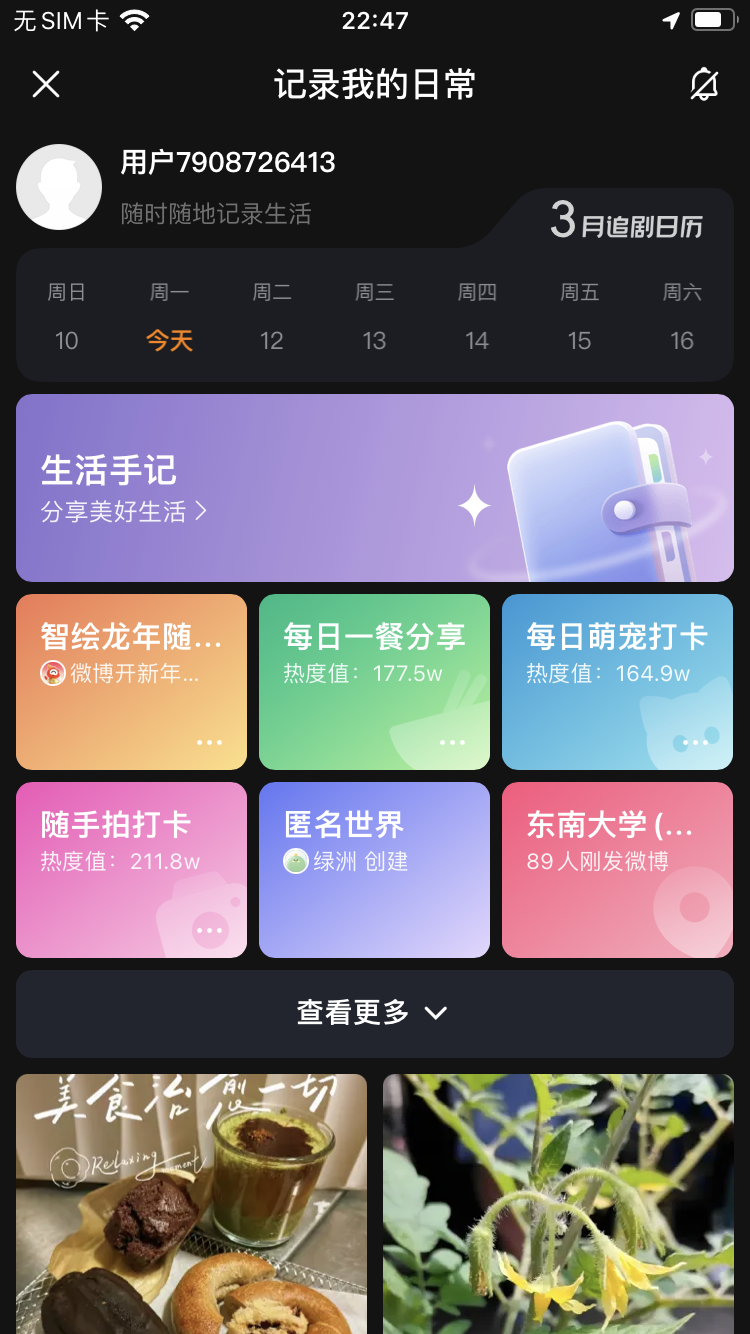 无SIM卡
22:47
记录我的日常
用户7908726413
随时随地记录生活
3月追剧日历
周日 周一 周二 周三 周四 周五 周六
10 今天 12 13 14 15 16
生活手记
分享美好生活
智绘龙年随...
微博开新年...
每日一餐分享
热度值：177.5w
每日萌宠打卡
热度值：164.9w
随手拍打卡
热度值：211.8w
匿名世界
绿洲 创建
东南大学 (...
89人刚发微博
查看更多
美食治愈一切
Relaxing moment